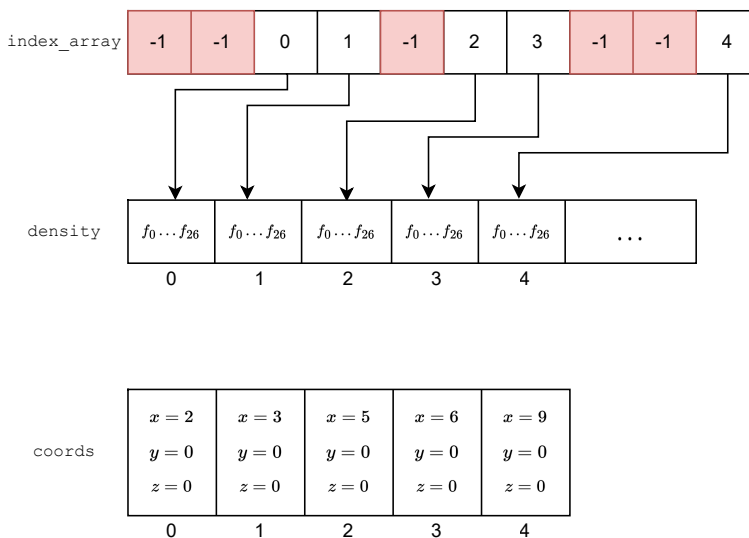 index_array -1 -1 0 1 -1 2 3 -1 -1 4
density f₀…f₂₆ f₀…f₂₆ f₀…f₂₆ f₀…f₂₆ f₀…f₂₆ ...
0 1 2 3 4
x = 2 x = 3 x = 5 x = 6 x = 9
coords y = 0 y = 0 y = 0 y = 0 y = 0
z = 0 z = 0 z = 0 z = 0 z = 0
0 1 2 3 4